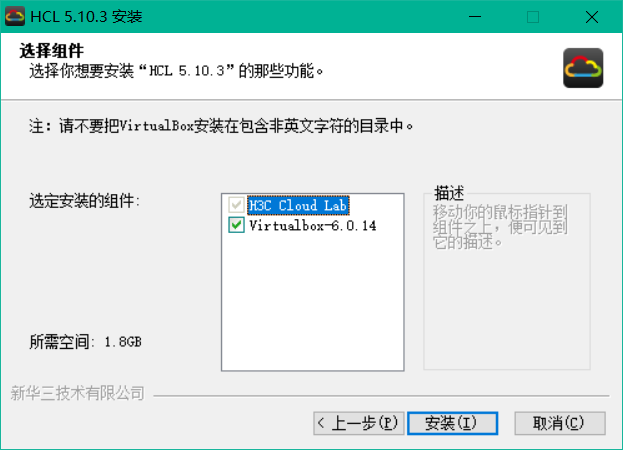 HCL 5.10.3 安装
选择组件
选择你想要安装“HCL 5.10.3”的那些功能。
注: 请不要把VirtualBox安装在包含非英文字符的目录中。
选定安装的组件:
H3C Cloud Lab
Virtualbox-6.0.14
描述
移动你的鼠标指针到
组件之上，便可见到
它的描述。
所需空间: 1.8GB
新华三技术有限公司
< 上一步(P)
安装(I)
取消(C)